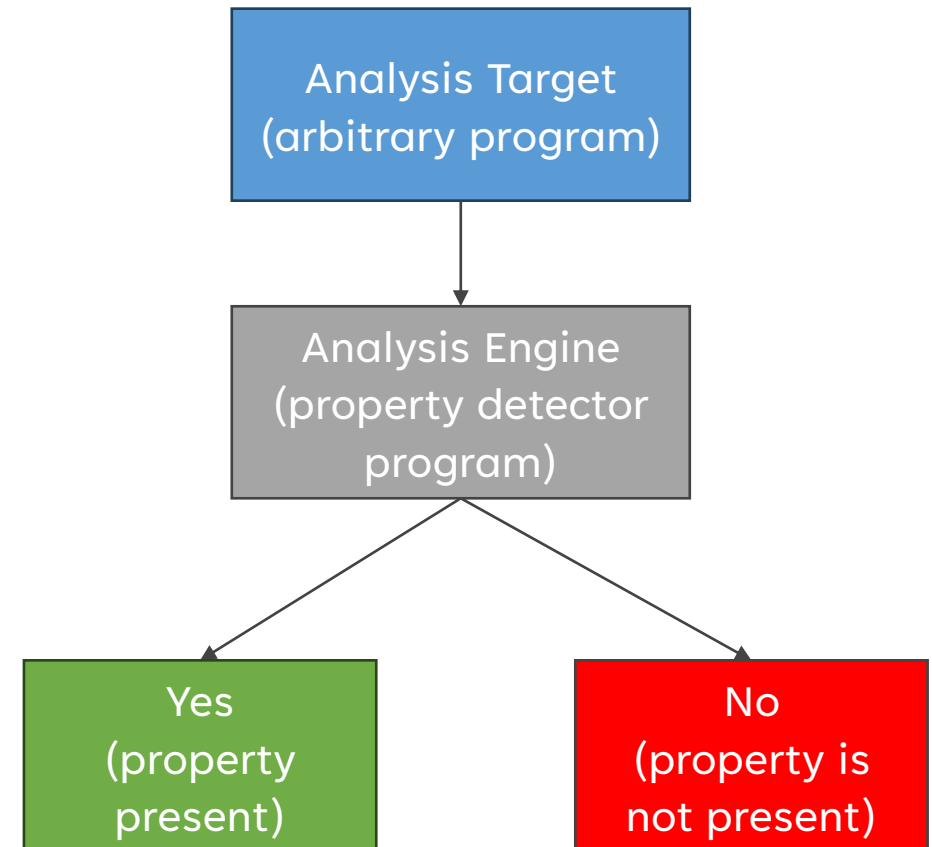 Analysis Target
(arbitrary program)
Analysis Engine
(property detector
program)
Yes
(property
present)
No
(property is
not present)